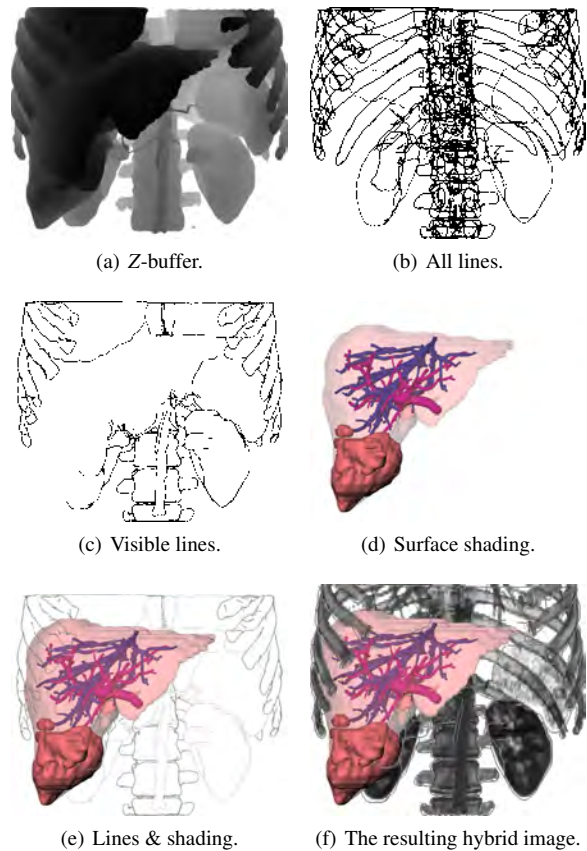 (a) Z-buffer.
(b) All lines.
(c) Visible lines.
(d) Surface shading.
(e) Lines & shading.
(f) The resulting hybrid image.